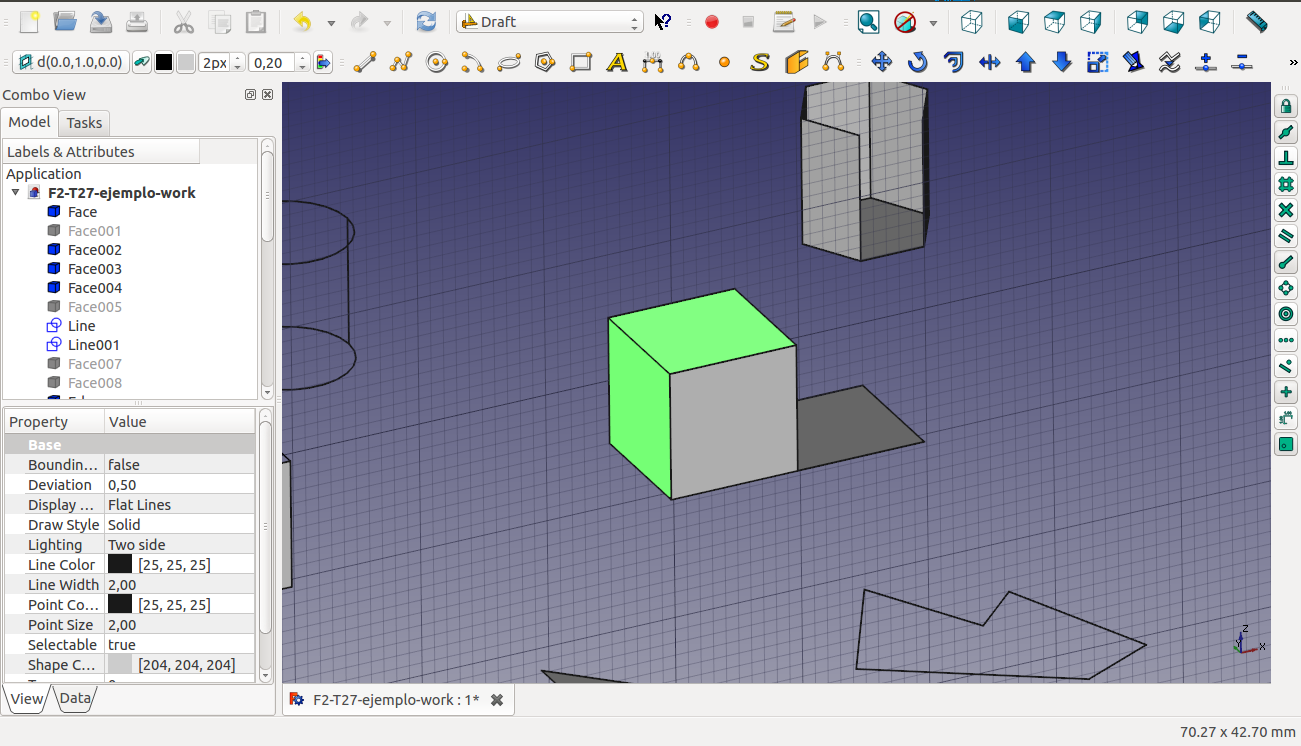 Draft
d(0.0,1.0,0.0)
2px
0,20
»
Combo View
Model
Tasks
Labels & Attributes
Application
F2-T27-ejemplo-work
Face
Face001
Face002
Face003
Face004
Face005
Line
Line001
Face007
Face008
Property
Value
Base
Boundin...
false
Deviation
0,50
Display ...
Flat Lines
Draw Style
Solid
Lighting
Two side
Line Color
[25, 25, 25]
Line Width
2,00
Point Co...
[25, 25, 25]
Point Size
2,00
Selectable
true
Shape C...
[204, 204, 204]
View
Data
Z
Y
X
F2-T27-ejemplo-work : 1*
70.27 x 42.70 mm